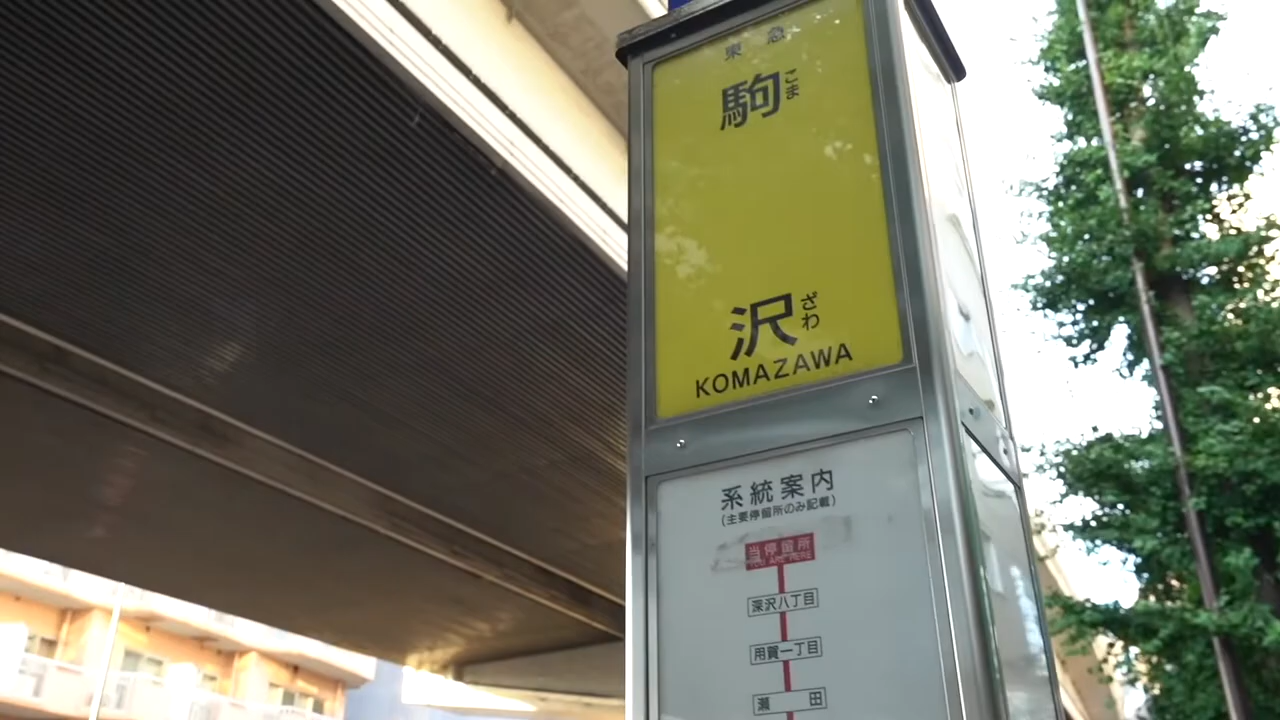 東急
駒
こま
沢
ざわ
KOMAZAWA
系統案内
(主要停留所のみ記載)
当停留所
YOU ARE HERE
深沢八丁目
用賀一丁目
瀬田